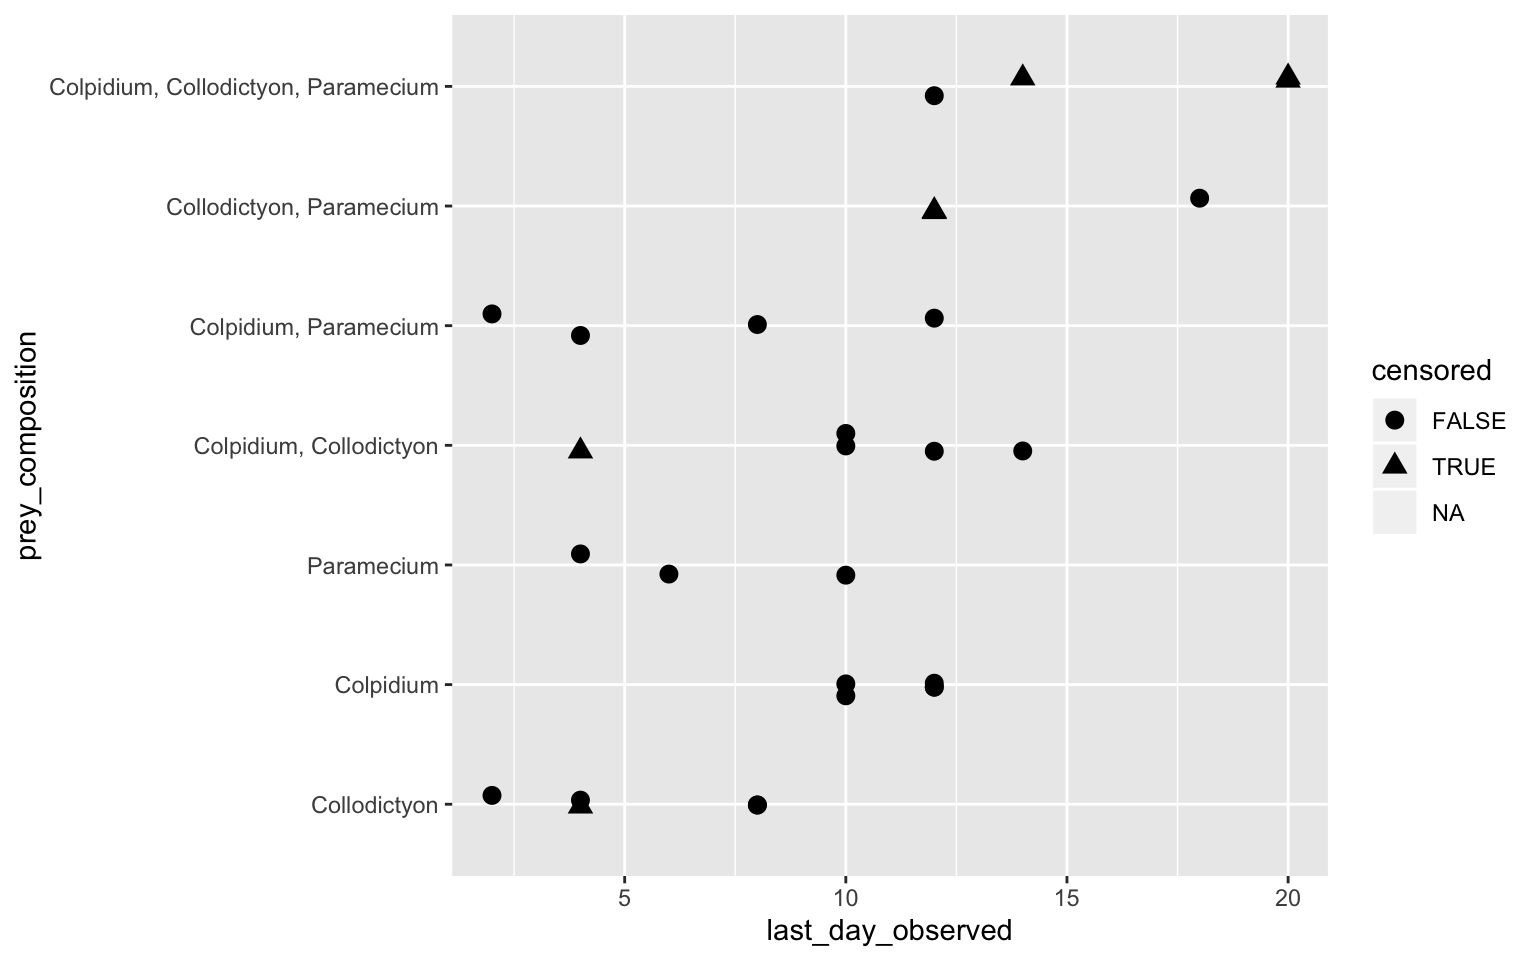 Colpidium, Collodictyon, Paramecium
Collodictyon, Paramecium
Colpidium, Paramecium
Colpidium, Collodictyon
Paramecium
Colpidium
Collodictyon
prey_composition
5 10 15 20
last_day_observed
censored
FALSE
TRUE
NA